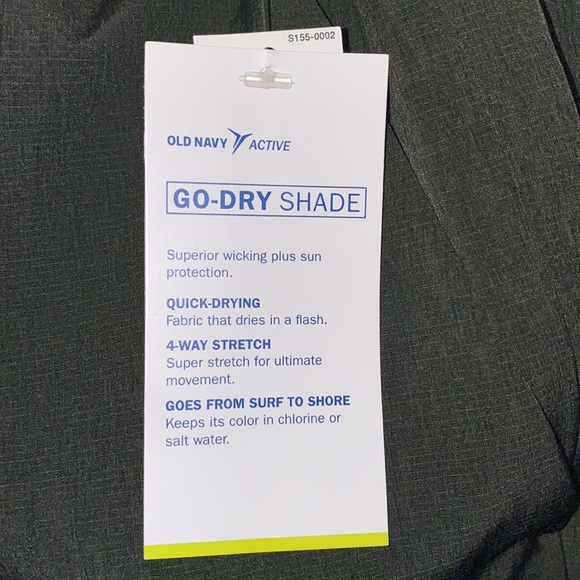 S155-0002
OLD NAVY ACTIVE
GO-DRY SHADE
Superior wicking plus sun
protection.
QUICK-DRYING
Fabric that dries in a flash.
4-WAY STRETCH
Super stretch for ultimate
movement.
GOES FROM SURF TO SHORE
Keeps its color in chlorine or
salt water.